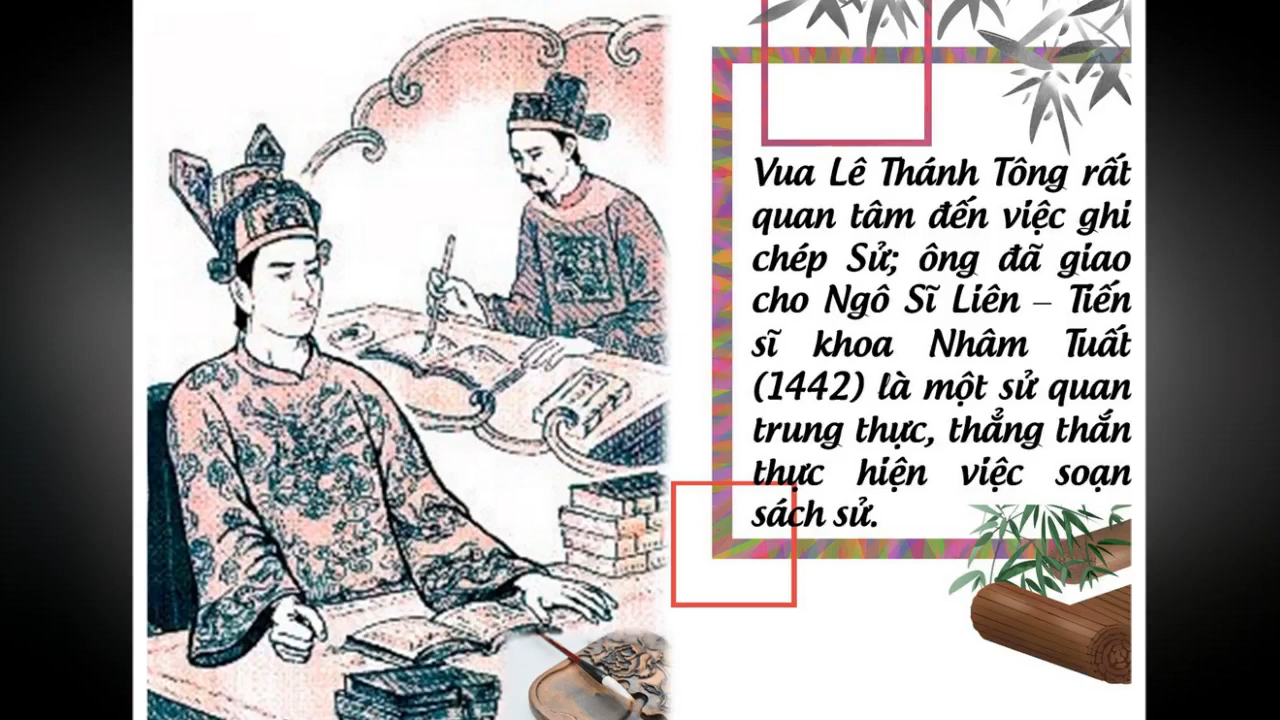 Vua Lê Thánh Tông rất
quan tâm đến việc ghi
chép Sử; ông đã giao
cho Ngô Sĩ Liên – Tiến
sĩ khoa Nhâm Tuất
(1442) là một sử quan
trung thực, thẳng thắn
thực hiện việc soạn
sách sử.